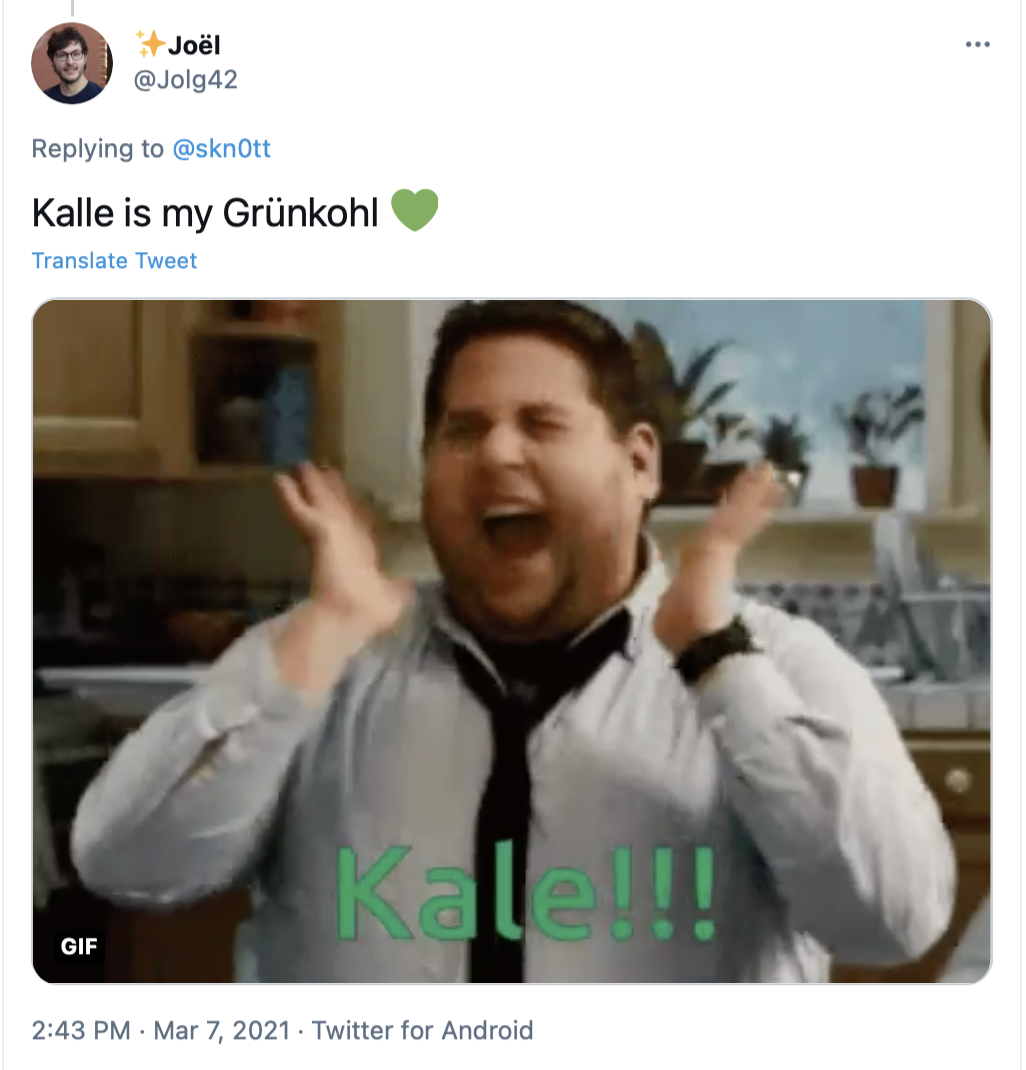 ✨Joël
@Jolg42
Replying to @skn0tt
Kalle is my Grünkohl 💚
Translate Tweet
Kale!!!
GIF
2:43 PM · Mar 7, 2021 · Twitter for Android